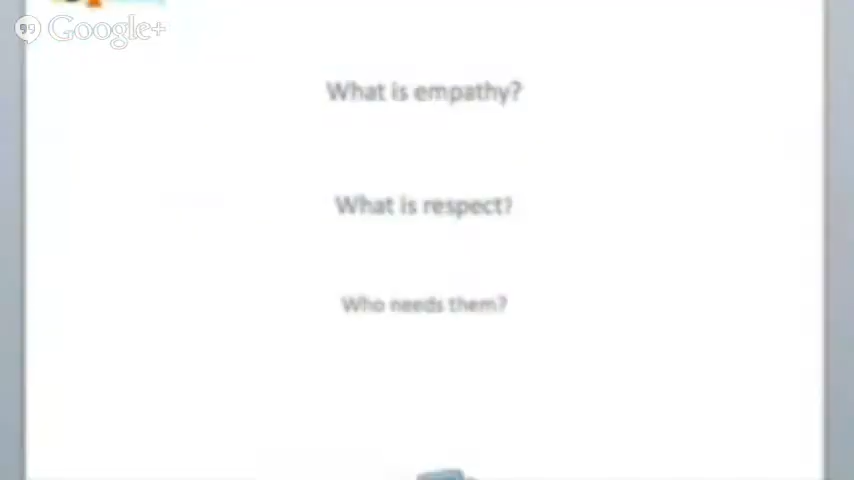 Google+
What is empathy?
What is respect?
Who needs them?